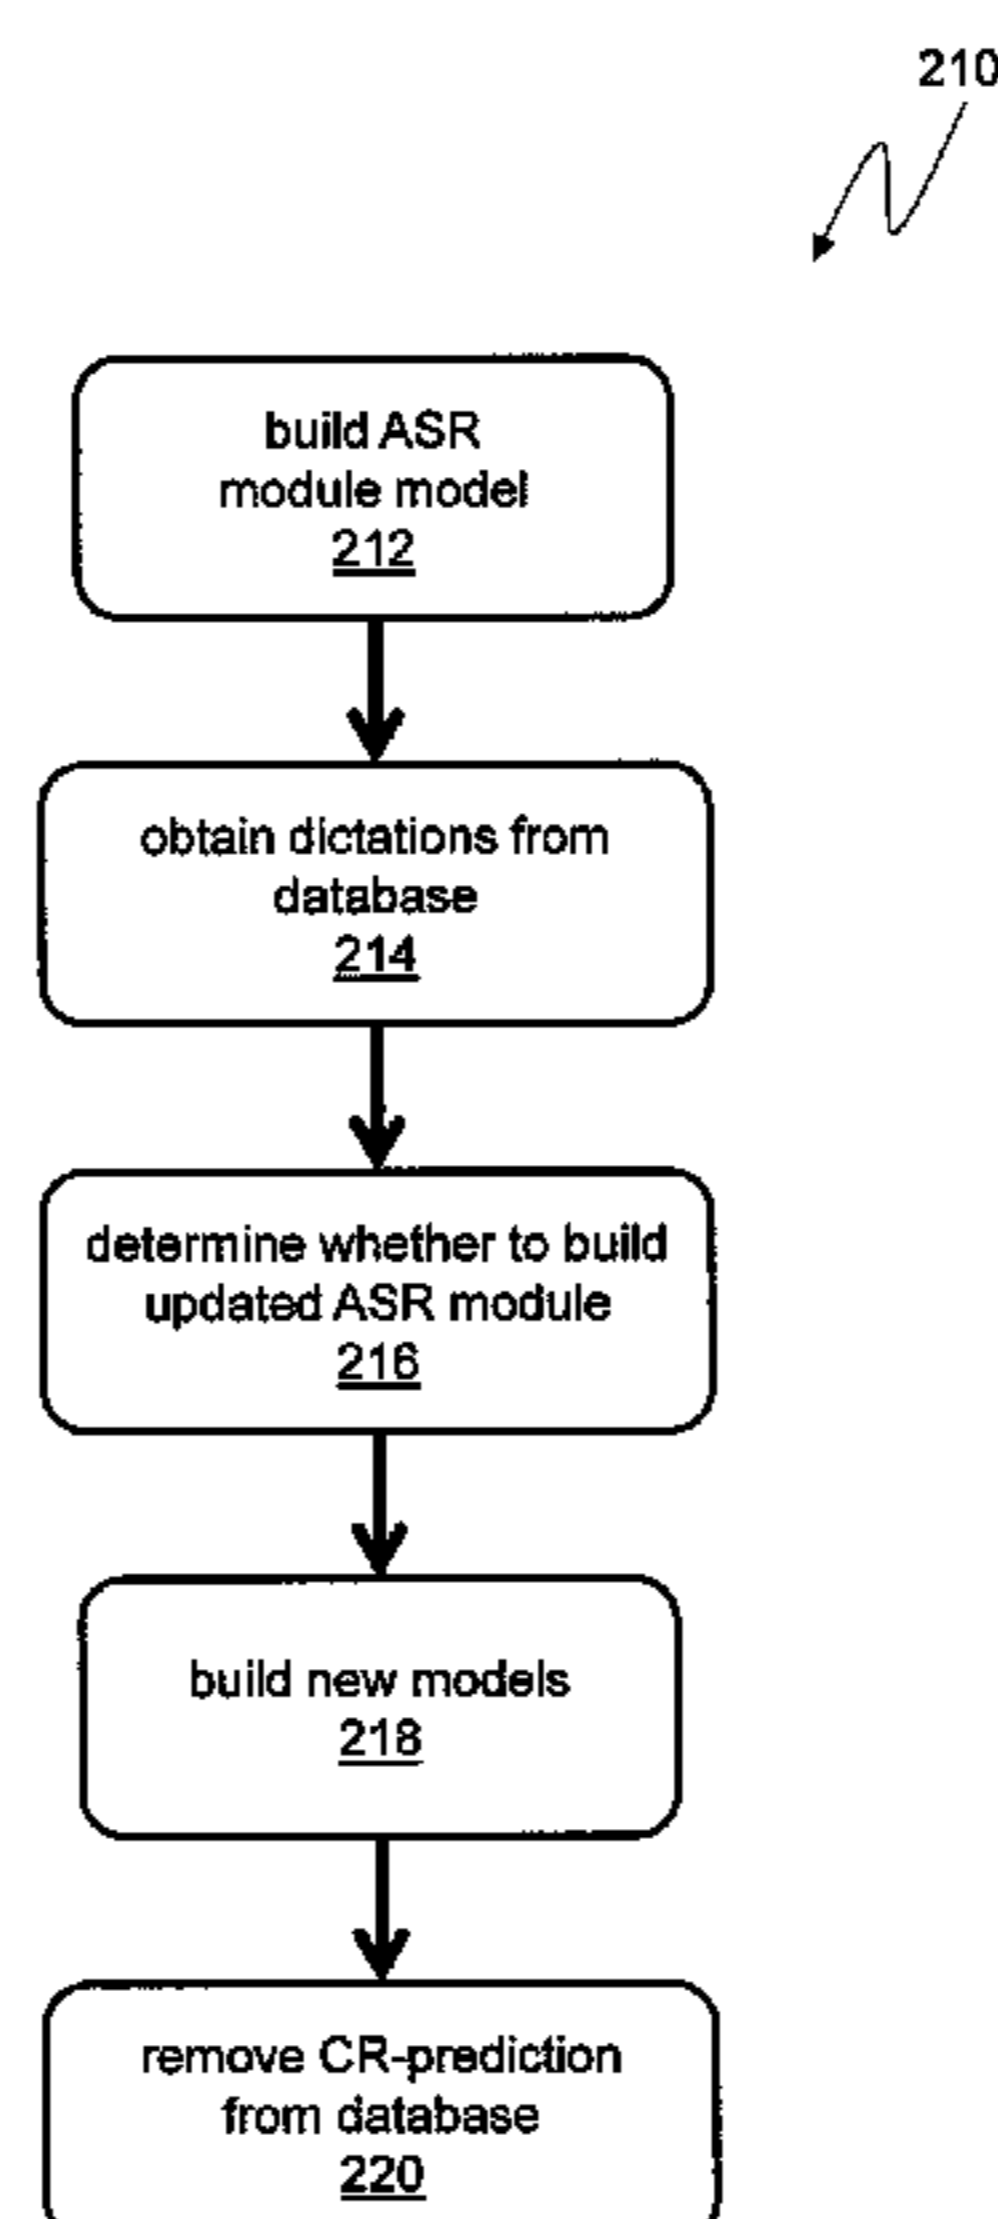 210
build ASR
module model
212
obtain dictations from
database
214
determine whether to build
updated ASR module
216
build new models
218
remove CR-prediction
from database
220